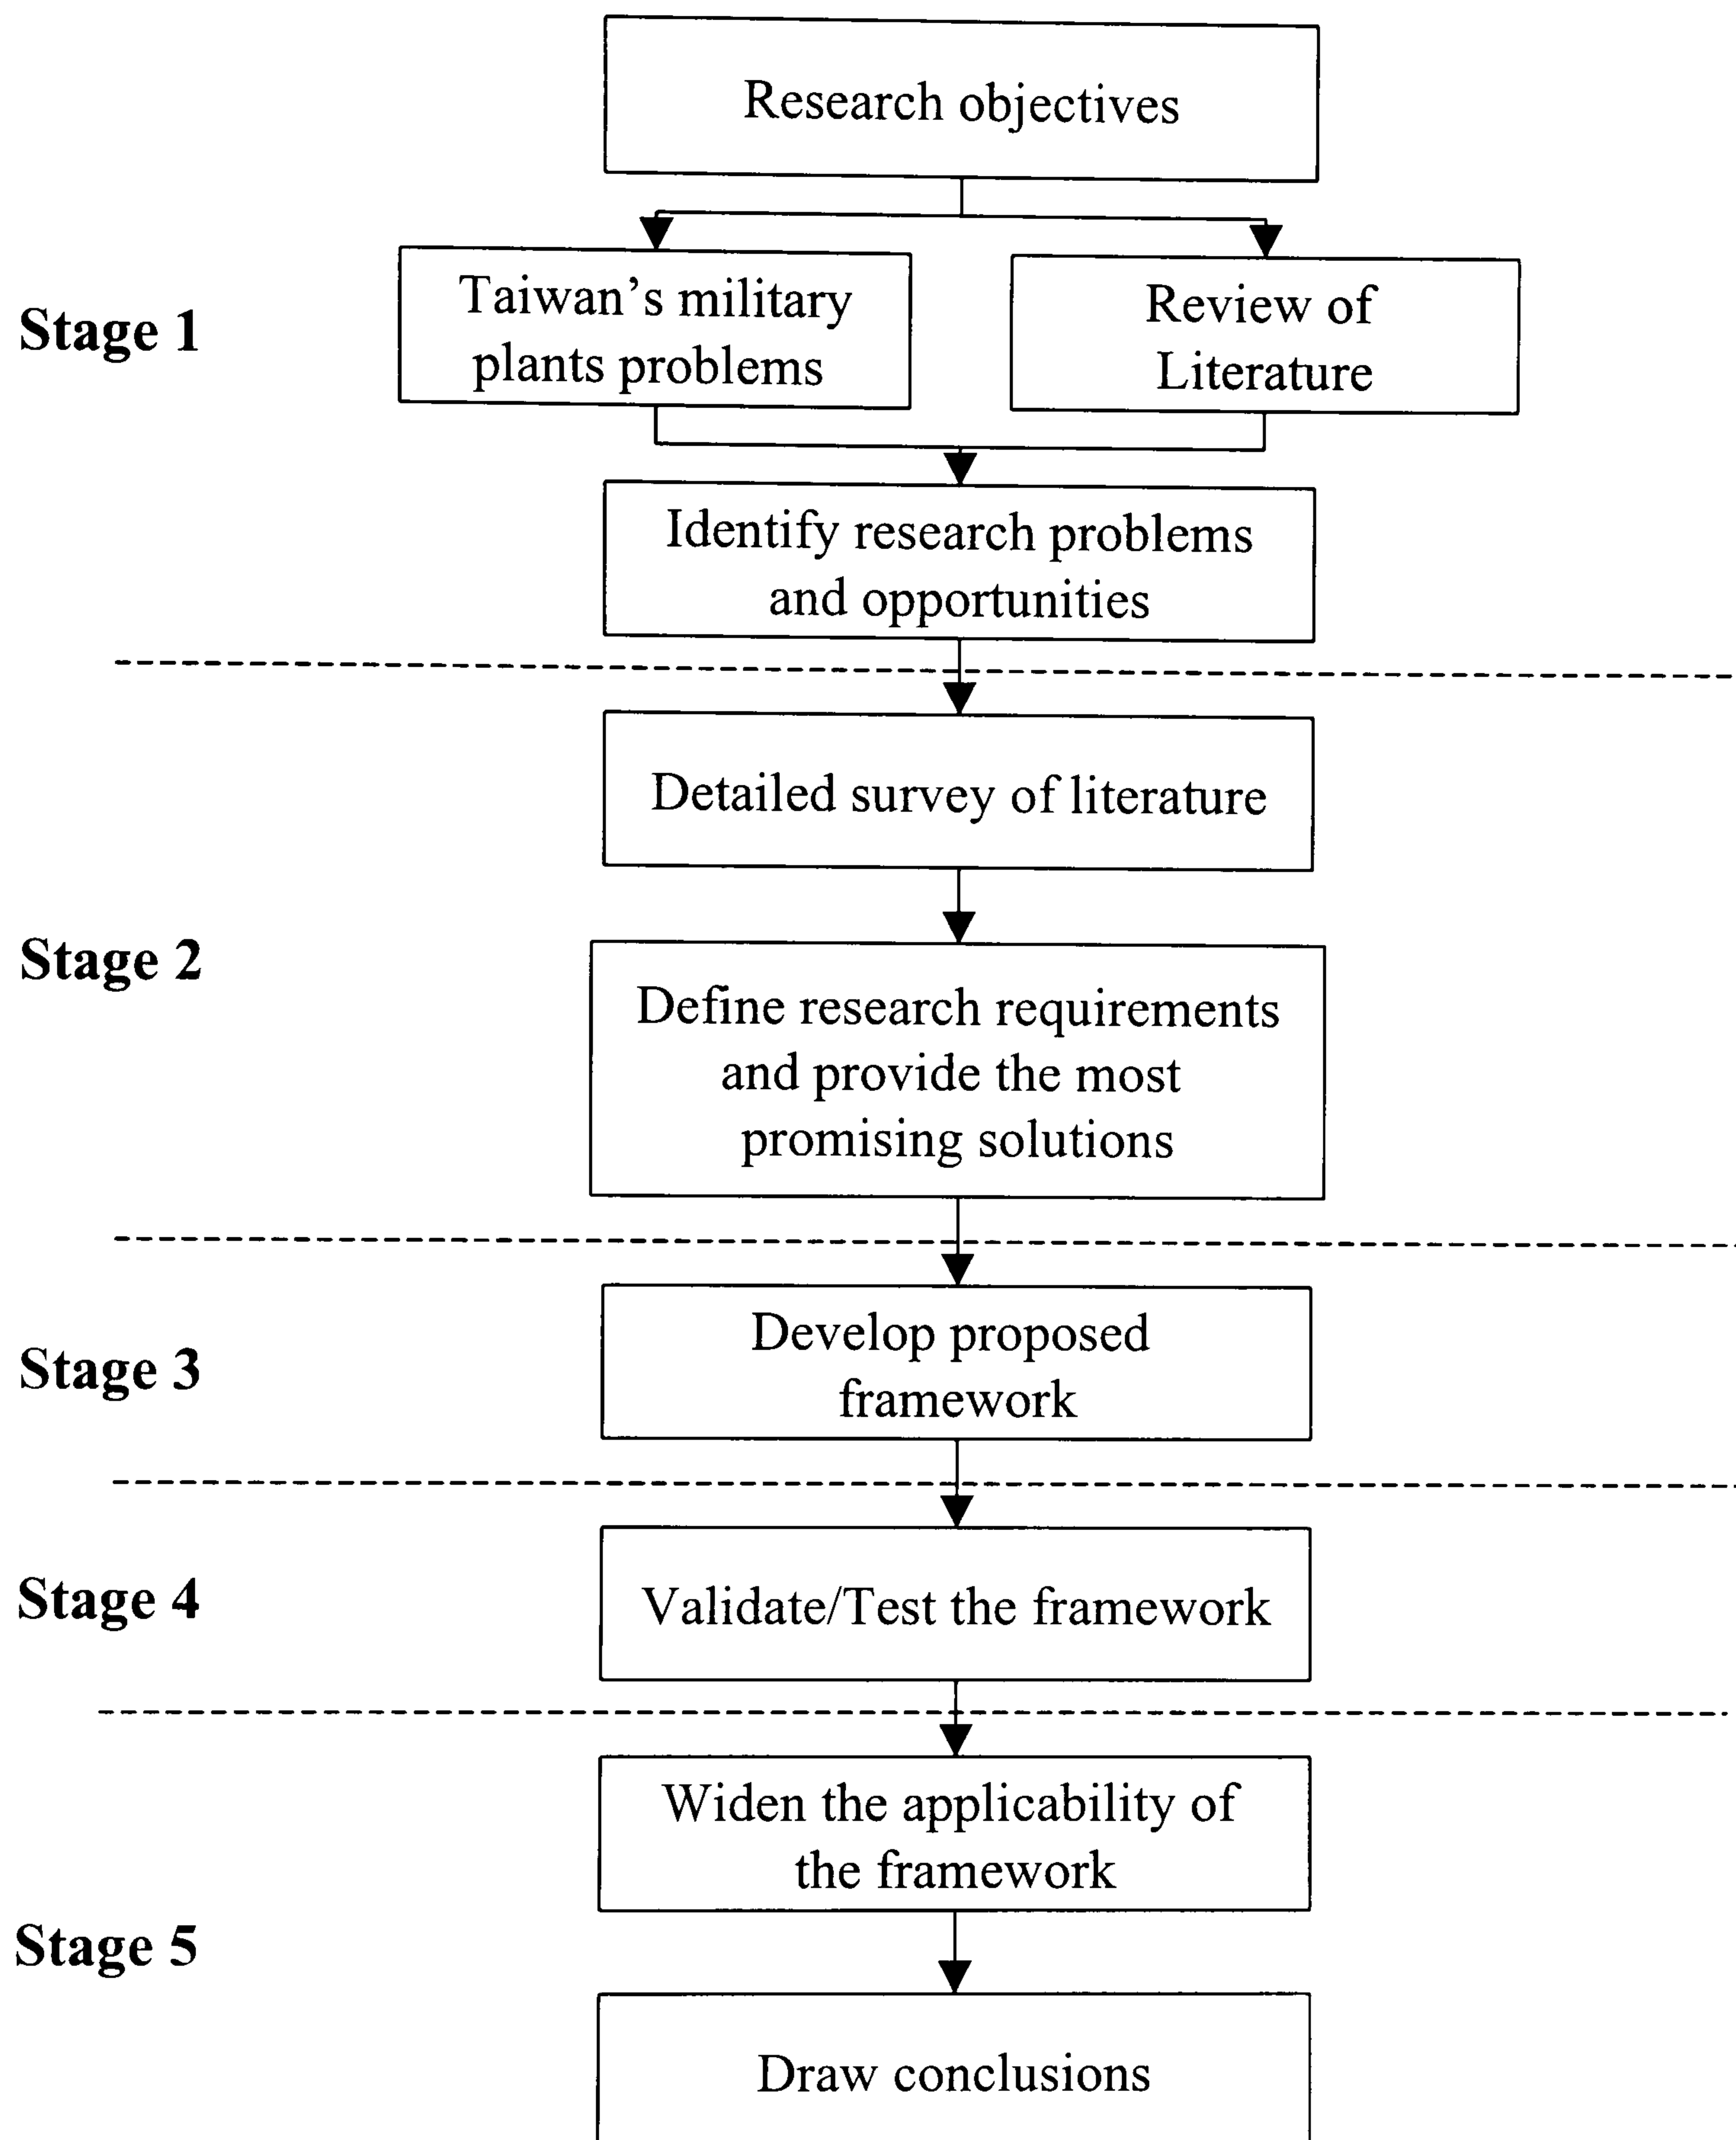 Research objectives
Stage 1
Taiwan's military
plants problems
Review of
Literature
Identify research problems
and opportunities
Stage 2
Detailed survey of literature
Define research requirements
and provide the most
promising solutions
Stage 3
Develop proposed
framework
Stage 4
Validate/Test the framework
Stage 5
Widen the applicability of
the framework
Draw conclusions